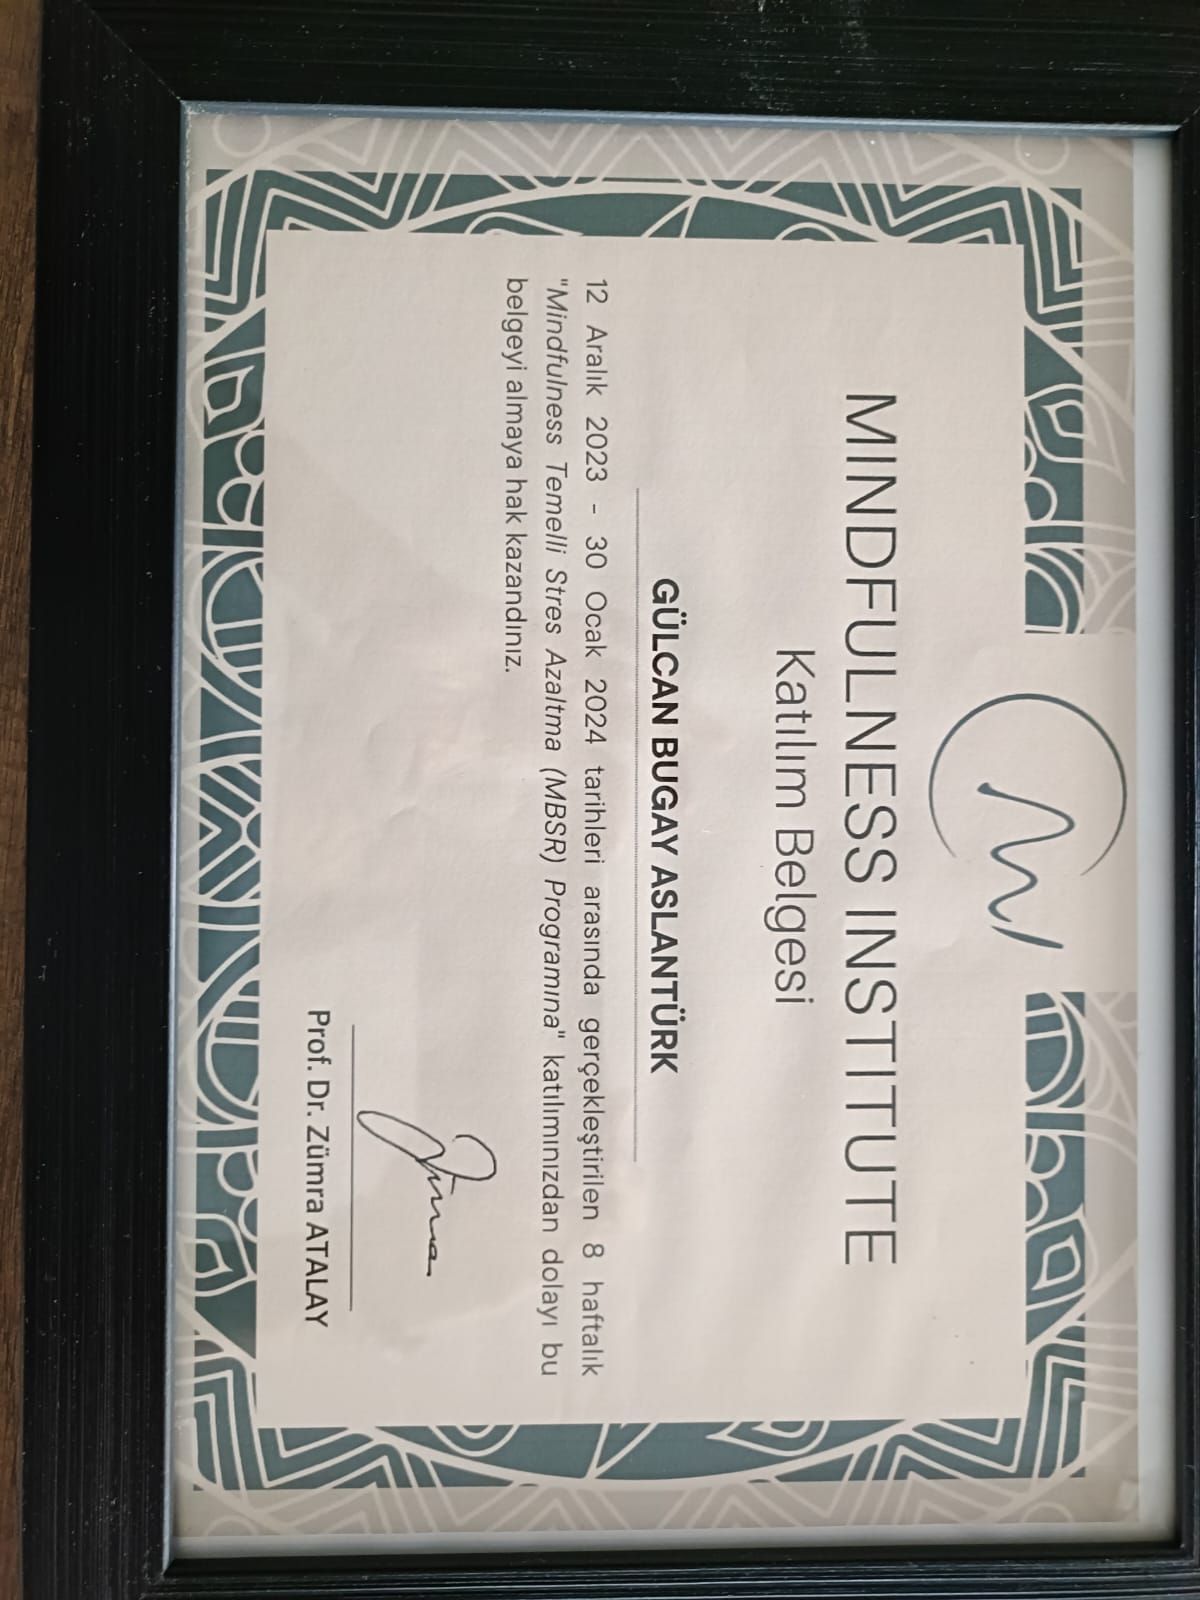 MINDFULNESS INSTITUTE
Katılım Belgesi
GÜLCAN BUGAY ASLANTÜRK
12 Aralık 2023 - 30 Ocak 2024 tarihleri arasında gerçekleştirilen 8 haftalık
"Mindfulness Temelli Stres Azaltma (MBSR) Programına" katılımınızdan dolayı bu
belgeyi almaya hak kazandınız.
Prof. Dr. Zümra ATALAY